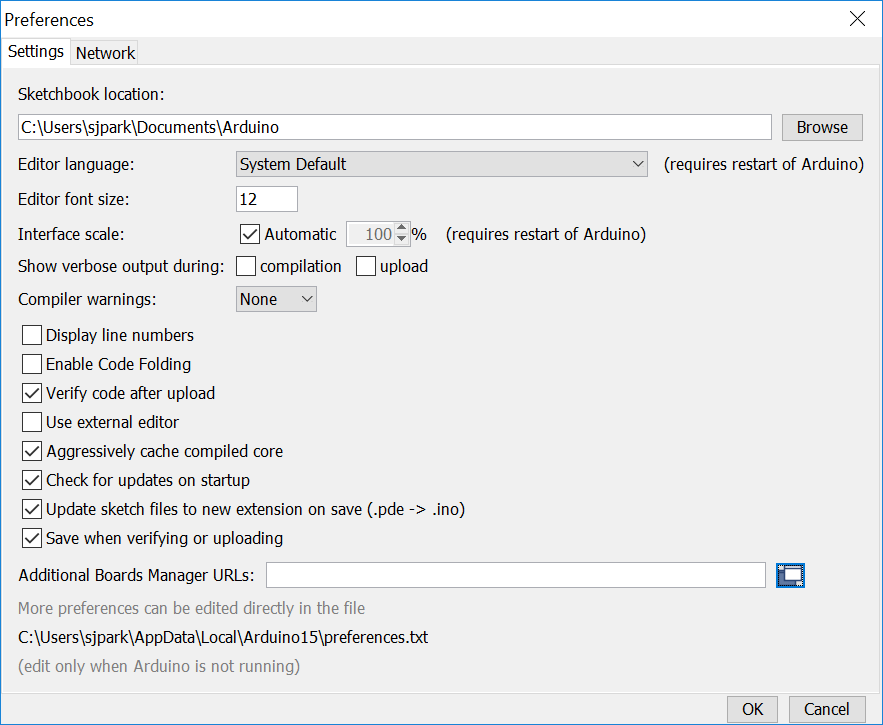 Preferences
Settings Network
Sketchbook location:
C:\Users\sjpark\Documents\Arduino Browse
Editor language: System Default (requires restart of Arduino)
Editor font size: 12
Interface scale: Automatic 100 % (requires restart of Arduino)
Show verbose output during: compilation upload
Compiler warnings: None
Display line numbers
Enable Code Folding
Verify code after upload
Use external editor
Aggressively cache compiled core
Check for updates on startup
Update sketch files to new extension on save (.pde -> .ino)
Save when verifying or uploading
Additional Boards Manager URLs:
More preferences can be edited directly in the file
C:\Users\sjpark\AppData\Local\Arduino15\preferences.txt
(edit only when Arduino is not running)
OK Cancel